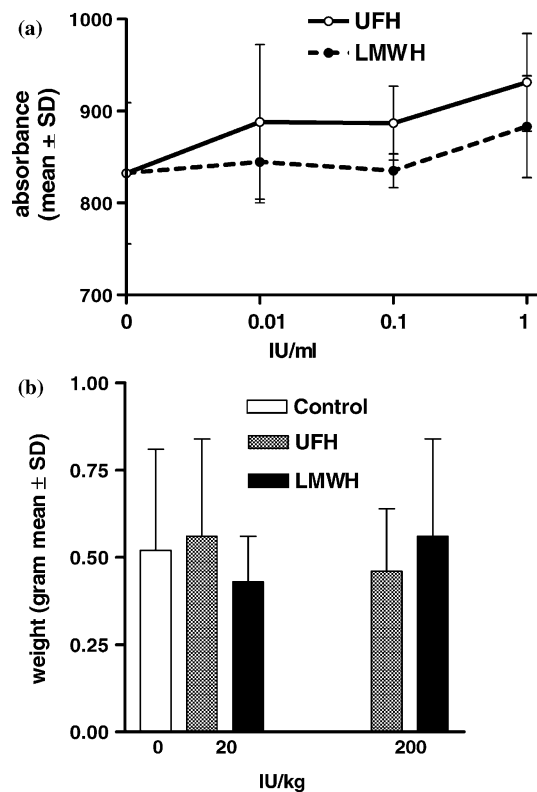 (a)
UFH
LMWH
absorbance
(mean ± SD)
1000
900
800
700
0
0.01
0.1
1
IU/ml
(b)
Control
UFH
LMWH
weight (gram mean ± SD)
1.00
0.75
0.50
0.25
0.00
0
20
200
IU/kg